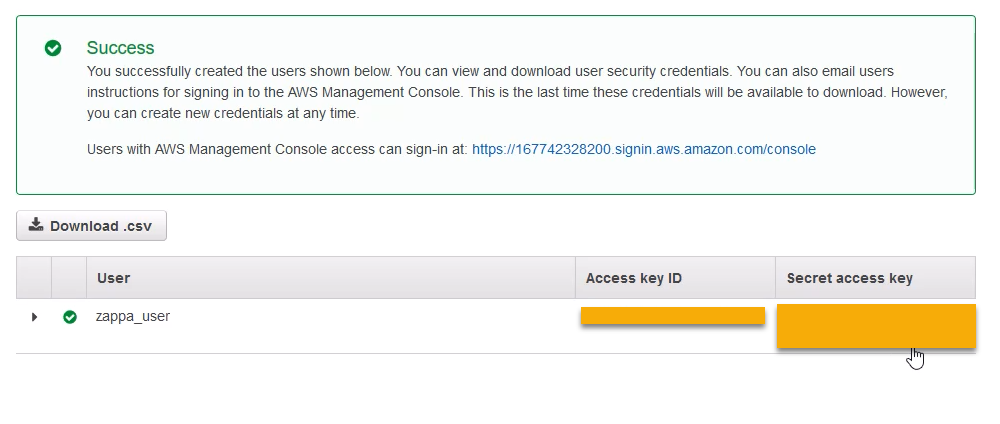 Success
You successfully created the users shown below. You can view and download user security credentials. You can also email users
instructions for signing in to the AWS Management Console. This is the last time these credentials will be available to download. However,
you can create new credentials at any time.
Users with AWS Management Console access can sign-in at: https://167742328200.signin.aws.amazon.com/console
Download .csv
User Access key ID Secret access key
zappa_user